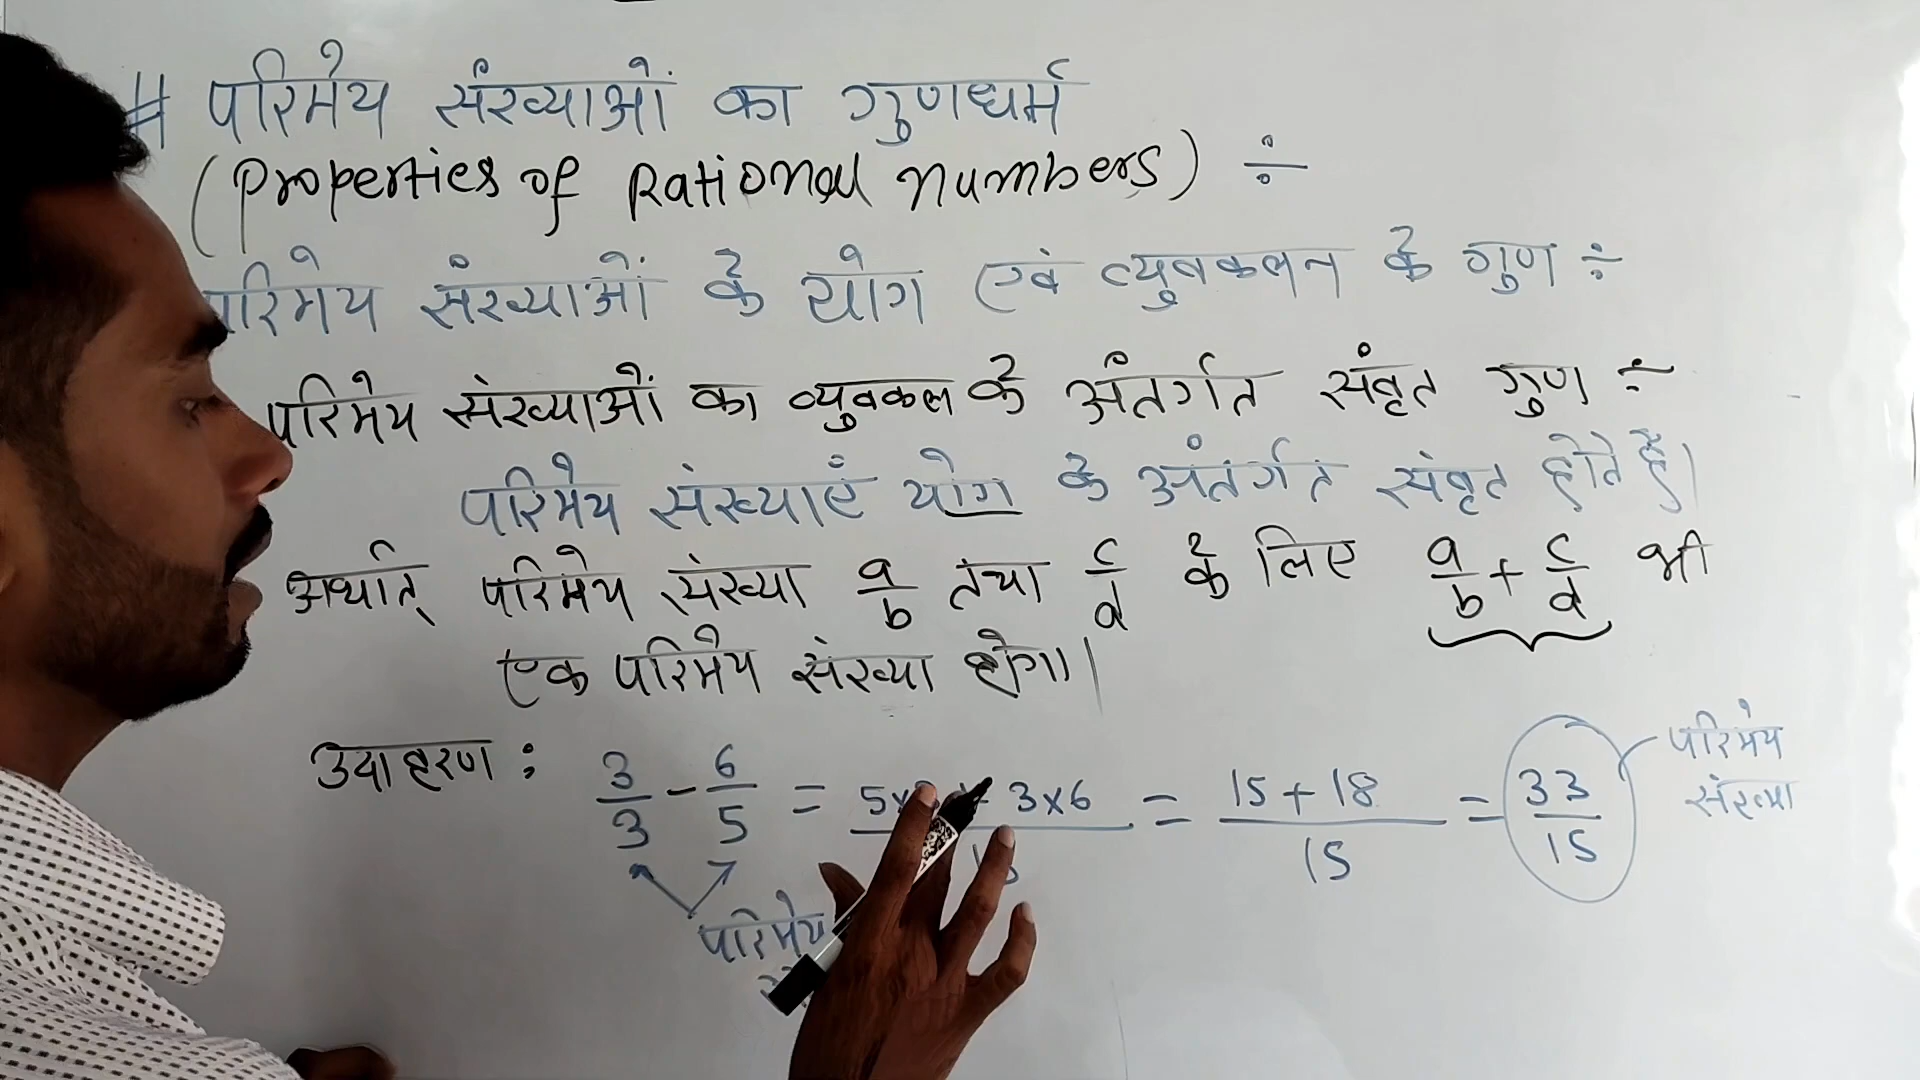 # परिमेय संख्याओं का गुणधर्म
(Properties of Rational numbers) ÷
परिमेय संख्याओं के योग एवं व्युवकलन के गुण ÷
परिमेय संख्याओं का व्युवकल के अंतर्गत संवृत गुण ÷
परिमेय संख्याएँ योग के अंतर्गत संवृत होते हैं।
अर्थात् परिमेय संख्या a/b तथा c/d के लिए a/b + c/d भी
एक परिमेय संख्या होगा।
उदाहरण : 3/3 - 6/5 = 3x6 = 15+18/15 = 33/15
परिमेय
संख्या
परिमेय